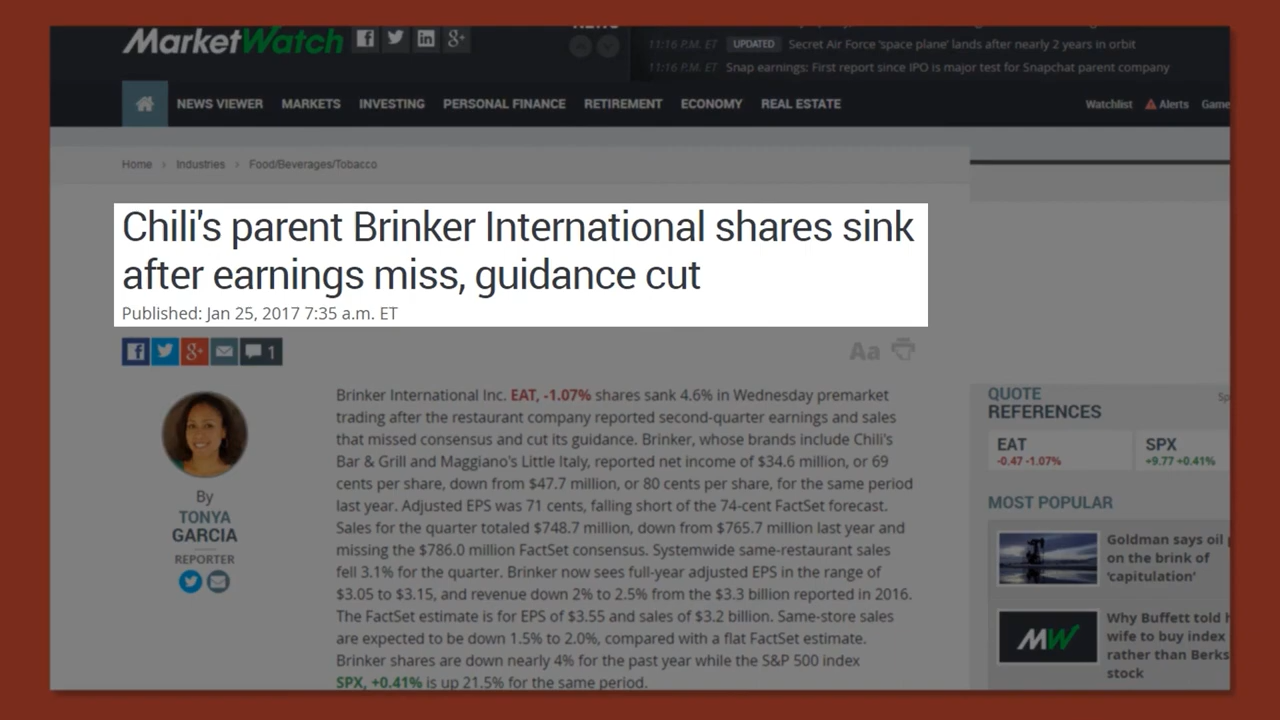 MarketWatch
11:16 P.M. ET UPDATED Secret Air Force 'space plane' lands after nearly 2 years in orbit
11:16 P.M. ET Snap earnings: First report since IPO is major test for Snapchat parent company
NEWS VIEWER MARKETS INVESTING PERSONAL FINANCE RETIREMENT ECONOMY REAL ESTATE Watchlist Alerts Game
Home › Industries › Food/Beverages/Tobacco
Chili's parent Brinker International shares sink
after earnings miss, guidance cut
Published: Jan 25, 2017 7:35 a.m. ET
1
Aa
By
TONYA
GARCIA
REPORTER
Brinker International Inc. EAT, -1.07% shares sank 4.6% in Wednesday premarket
trading after the restaurant company reported second-quarter earnings and sales
that missed consensus and cut its guidance. Brinker, whose brands include Chili's
Bar & Grill and Maggiano's Little Italy, reported net income of $34.6 million, or 69
cents per share, down from $47.7 million, or 80 cents per share, for the same period
last year. Adjusted EPS was 71 cents, falling short of the 74-cent FactSet forecast.
Sales for the quarter totaled $748.7 million, down from $765.7 million last year and
missing the $786.0 million FactSet consensus. Systemwide same-restaurant sales
fell 3.1% for the quarter. Brinker now sees full-year adjusted EPS in the range of
$3.05 to $3.15, and revenue down 2% to 2.5% from the $3.3 billion reported in 2016.
The FactSet estimate is for EPS of $3.55 and sales of $3.2 billion. Same-store sales
are expected to be down 1.5% to 2.0%, compared with a flat FactSet estimate.
Brinker shares are down nearly 4% for the past year while the S&P 500 index
SPX, +0.41% is up 21.5% for the same period.
QUOTE Sp
REFERENCES
EAT SPX
-0.47 -1.07% +9.77 +0.41%
MOST POPULAR
Goldman says oil
on the brink of
'capitulation'
MW
Why Buffett told
wife to buy index
rather than Berks
stock